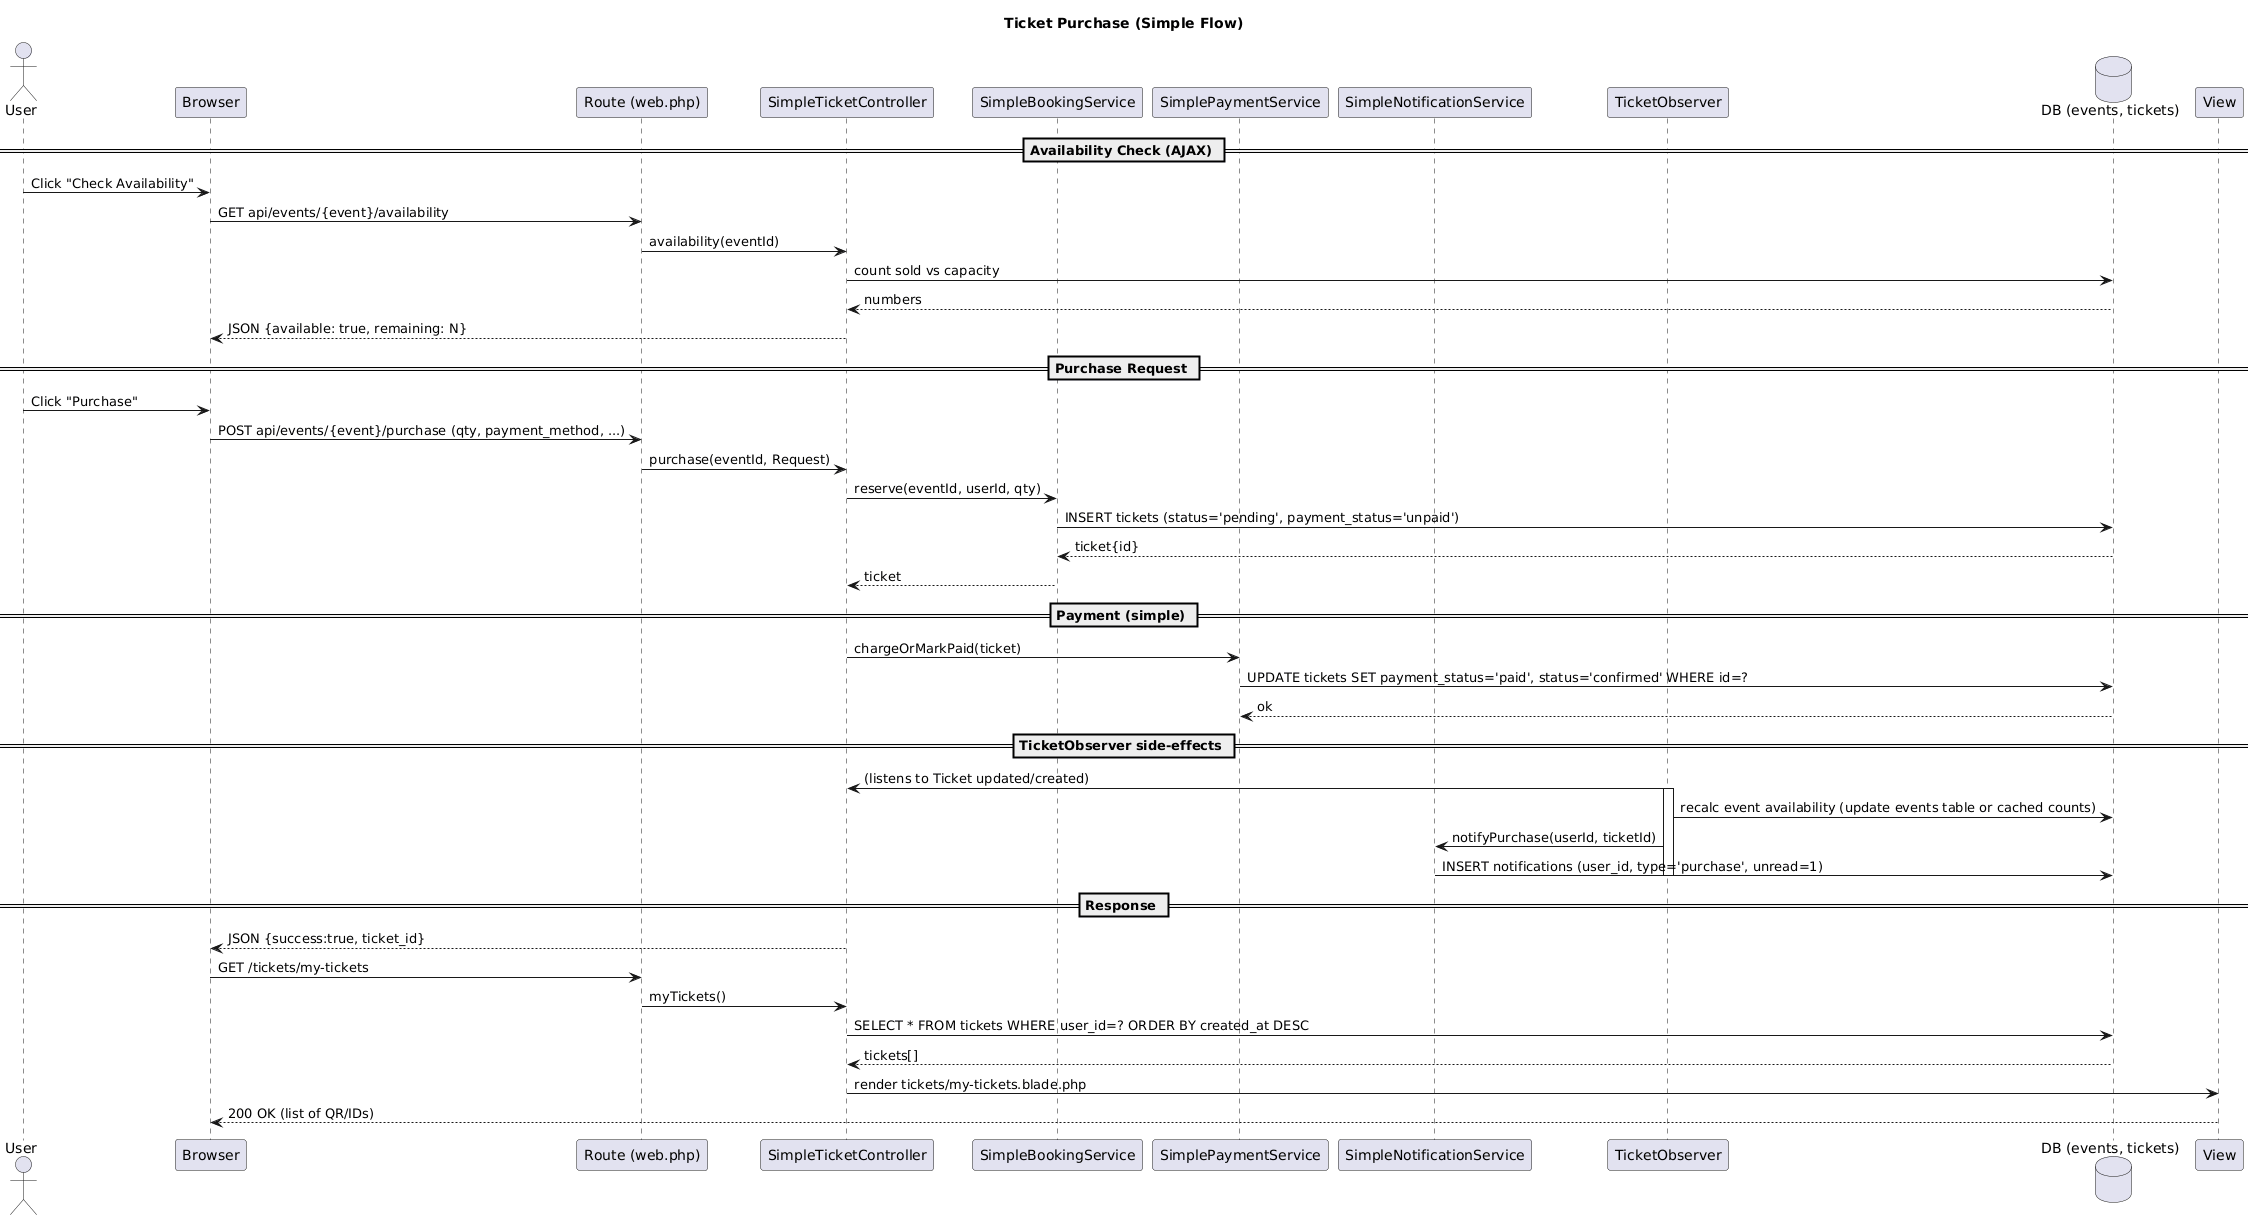 Ticket Purchase (Simple Flow)
User
Browser
Route (web.php)
SimpleTicketController
SimpleBookingService
SimplePaymentService
SimpleNotificationService
TicketObserver
DB (events, tickets)
View
Availability Check (AJAX)
Click "Check Availability"
GET api/events/{event}/availability
availability(eventId)
count sold vs capacity
numbers
JSON {available: true, remaining: N}
Purchase Request
Click "Purchase"
POST api/events/{event}/purchase (qty, payment_method, ...)
purchase(eventId, Request)
reserve(eventId, userId, qty)
INSERT tickets (status='pending', payment_status='unpaid')
ticket{id}
ticket
Payment (simple)
chargeOrMarkPaid(ticket)
UPDATE tickets SET payment_status='paid', status='confirmed' WHERE id=?
ok
TicketObserver side-effects
(listens to Ticket updated/created)
recalc event availability (update events table or cached counts)
notifyPurchase(userId, ticketId)
INSERT notifications (user_id, type='purchase', unread=1)
Response
JSON {success:true, ticket_id}
GET /tickets/my-tickets
myTickets()
SELECT * FROM tickets WHERE user_id=? ORDER BY created_at DESC
tickets[]
render tickets/my-tickets.blade.php
200 OK (list of QR/IDs)
User
Browser
Route (web.php)
SimpleTicketController
SimpleBookingService
SimplePaymentService
SimpleNotificationService
TicketObserver
DB (events, tickets)
View